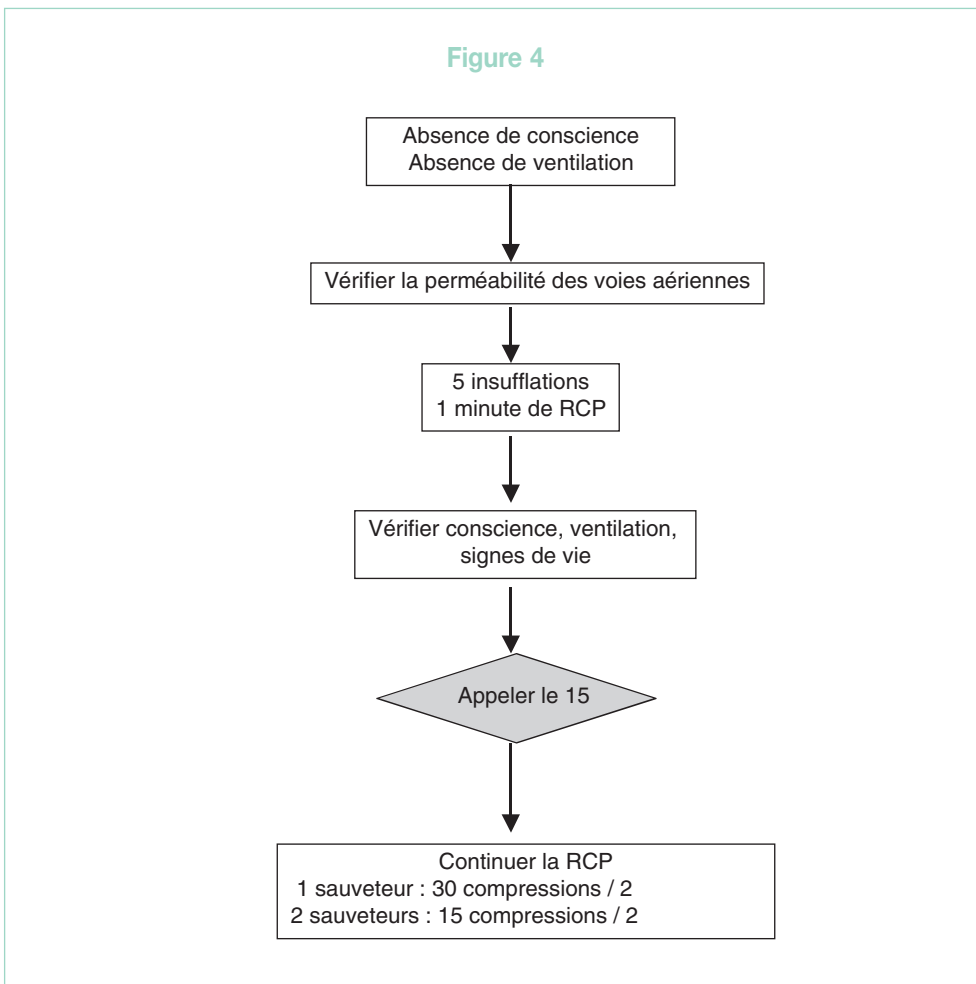 Figure 4
Absence de conscience
Absence de ventilation
Vérifier la perméabilité des voies aériennes
5 insufflations
1 minute de RCP
Vérifier conscience, ventilation,
signes de vie
Appeler le 15
Continuer la RCP
1 sauveteur : 30 compressions / 2
2 sauveteurs : 15 compressions / 2